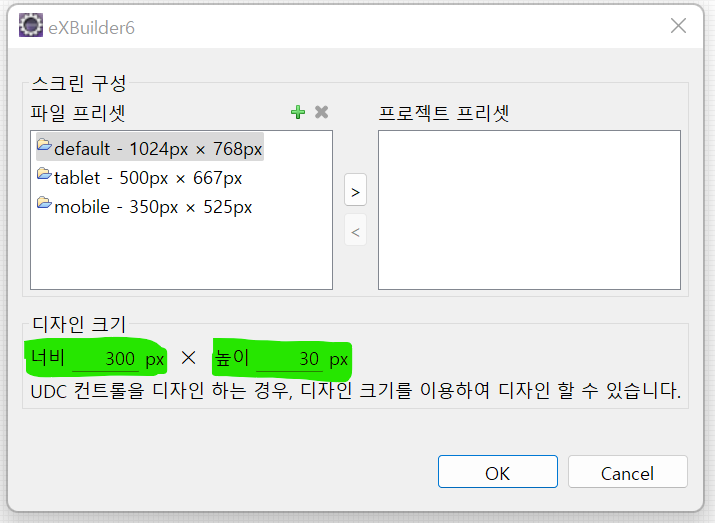 eXBuilder6
스크린 구성
파일 프리셋
프로젝트 프리셋
default - 1024px × 768px
tablet - 500px × 667px
mobile - 350px × 525px
>
<
디자인 크기
너비 300 px × 높이 30 px
UDC 컨트롤을 디자인 하는 경우, 디자인 크기를 이용하여 디자인 할 수 있습니다.
OK
Cancel